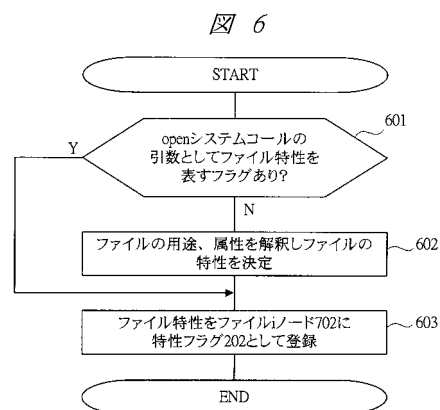 図 6
START
openシステムコールの
引数としてファイル特性を
表すフラグあり?
601
Y
N
ファイルの用途、属性を解釈しファイルの
特性を決定
602
ファイル特性をファイルiノード702に
特性フラグ202として登録
603
END